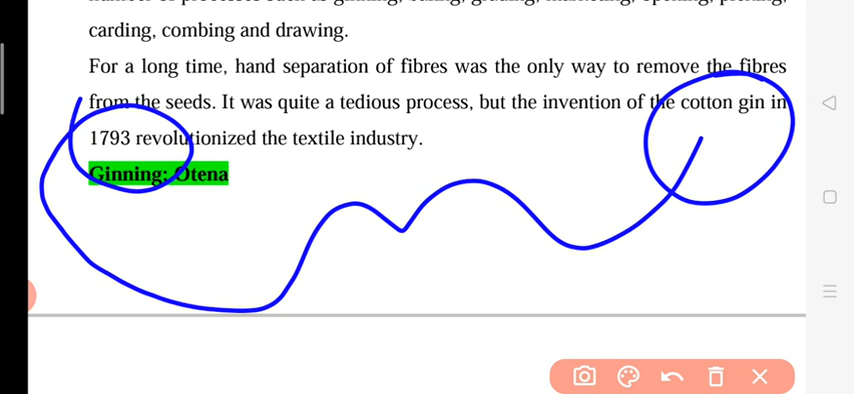 carding, combing and drawing.
For a long time, hand separation of fibres was the only way to remove the fibres
from the seeds. It was quite a tedious process, but the invention of the cotton gin in
1793 revolutionized the textile industry.
Ginning: Otena